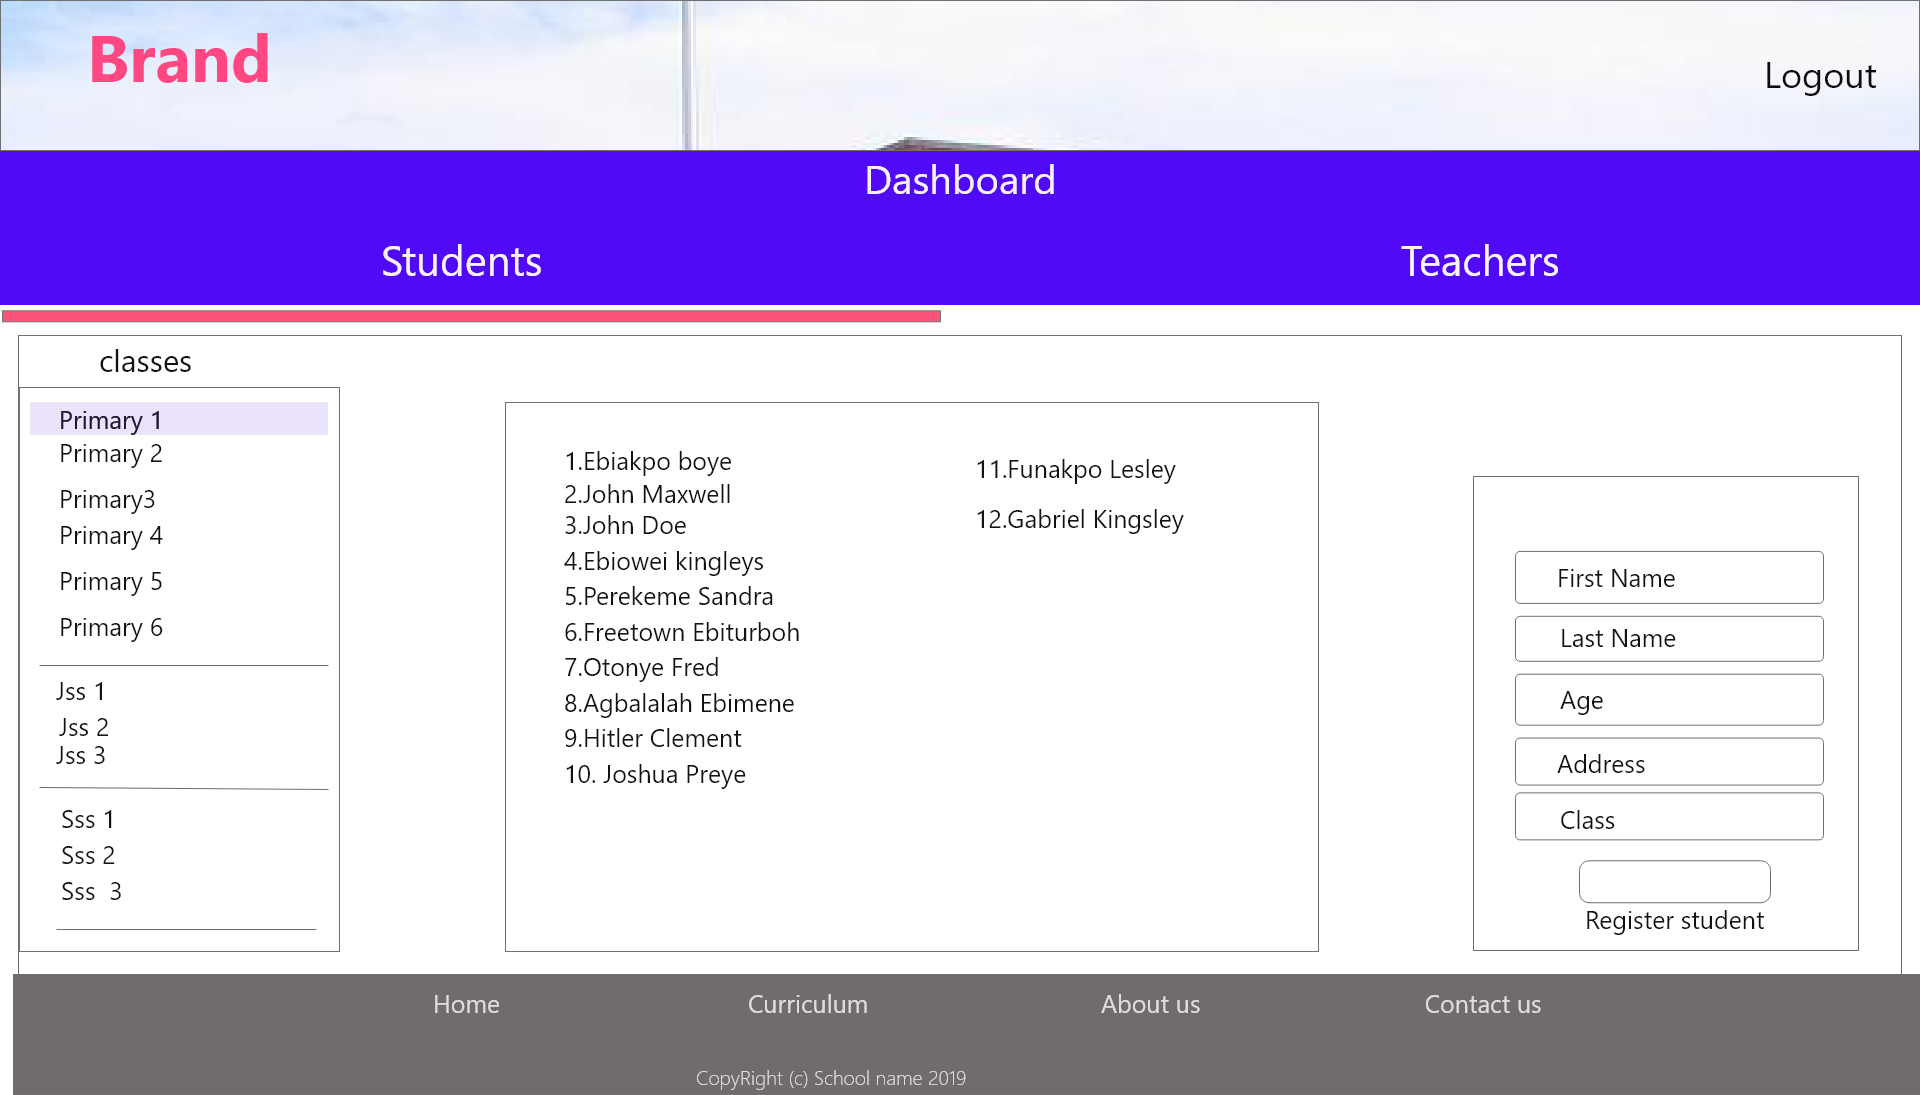 Brand
Logout
Dashboard
Students
Teachers
classes
Primary 1
Primary 2
Primary3
Primary 4
Primary 5
Primary 6
Jss 1
Jss 2
Jss 3
Sss 1
Sss 2
Sss  3
1.Ebiakpo boye
2.John Maxwell
3.John Doe
4.Ebiowei kingleys
5.Perekeme Sandra
6.Freetown Ebiturboh
7.Otonye Fred
8.Agbalalah Ebimene
9.Hitler Clement
10. Joshua Preye
11.Funakpo Lesley
12.Gabriel Kingsley
First Name
Last Name
Age
Address
Class
Register student
Home
Curriculum
About us
Contact us
CopyRight (c) School name 2019